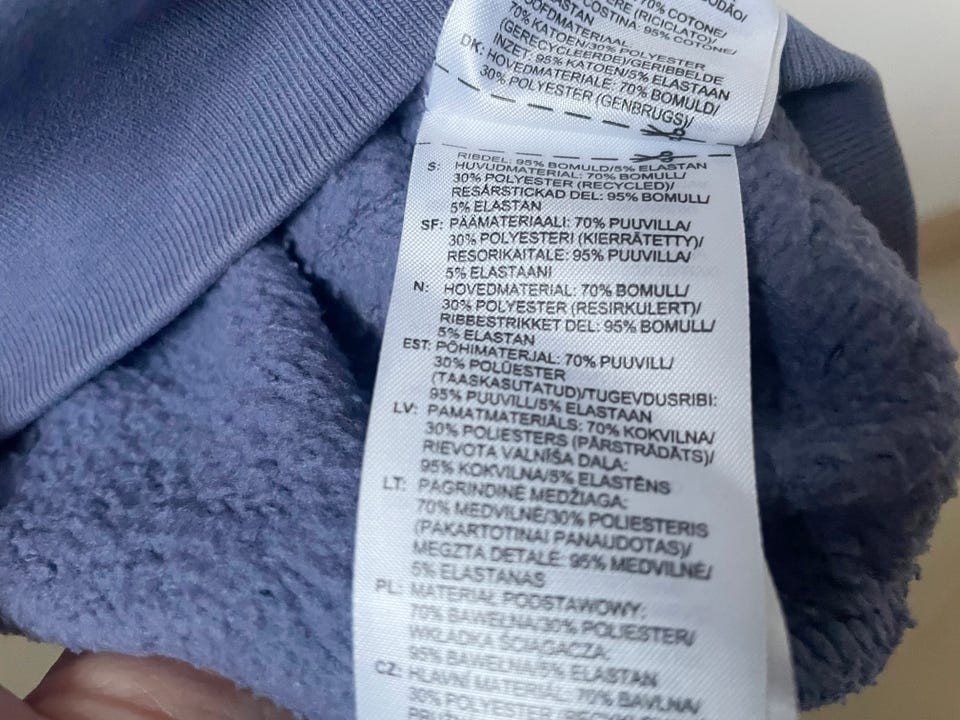 70% COTONE/
ERE (RICICLATO)/
COSTINA: 95% COTONE/
ELASTAN
70% KATOEN/30% POLYESTER
(GERECYCLEERDE)/GERIBBELDE
INZET: 95% KATOEN/5% ELASTAAN
DK: HOVEDMATERIALE: 70% BOMULD/
30% POLYESTER (GENBRUGS)/
RIBDEL: 95% BOMULD/5% ELASTAN
S: HUVUDMATERIAL: 70% BOMULL/
30% POLYESTER (RECYCLED)/
RESÅRSTICKAD DEL: 95% BOMULL/
5% ELASTAN
SF: PÄÄMATERIAALI: 70% PUUVILLA/
30% POLYESTERI (KIERRÄTETTY)/
RESORIKAITALE: 95% PUUVILLA/
5% ELASTAANI
N: HOVEDMATERIAL: 70% BOMULL/
30% POLYESTER (RESIRKULERT)/
RIBBESTRIKKET DEL: 95% BOMULL/
5% ELASTAN
EST: PÕHIMATERJAL: 70% PUUVILL/
30% POLÜESTER
(TAASKASUTATUD)/TUGEVDUSRIBI:
95% PUUVILL/5% ELASTAAN
LV: PAMATMATERIĀLS: 70% KOKVILNA/
30% POLIESTERS (PĀRSTRĀDĀTS)/
RIEVOTA VALNĪŠA DAĻA:
95% KOKVILNA/5% ELASTĒNS
LT: PAGRINDINĖ MEDŽIAGA:
70% MEDVILNĖ/30% POLIESTERIS
(PAKARTOTINAI PANAUDOTAS)/
MEGZTA DETALĖ: 95% MEDVILNĖ/
5% ELASTANAS
PL: MATERIAŁ PODSTAWOWY:
70% BAWEŁNA/30% POLIESTER/
WKŁADKA ŚCIĄGACZA:
95% BAWEŁNA/5% ELASTAN
CZ: HLAVNÍ MATERIÁL: 70% BAVLNA/
30% POLYESTER